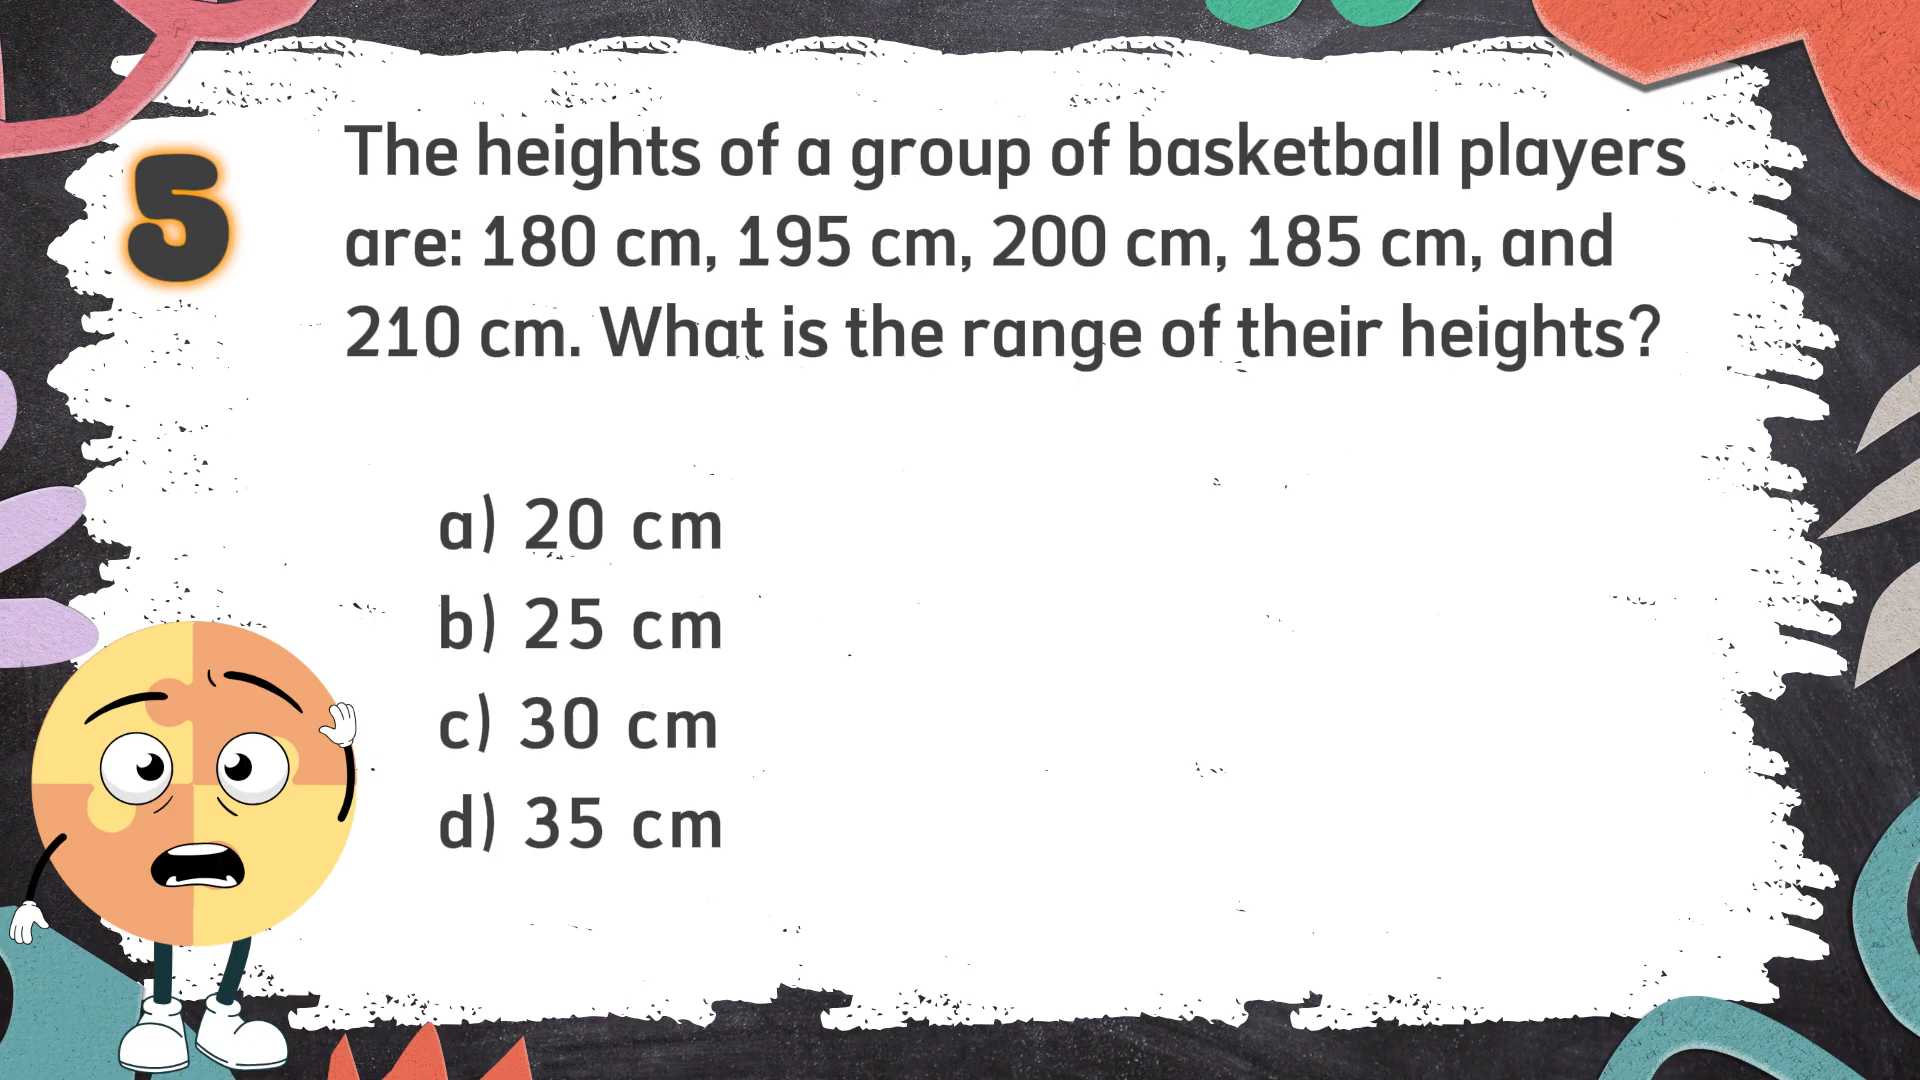 5
The heights of a group of basketball players
are: 180 cm, 195 cm, 200 cm, 185 cm, and
210 cm. What is the range of their heights?
a) 20 cm
b) 25 cm
c) 30 cm
d) 35 cm